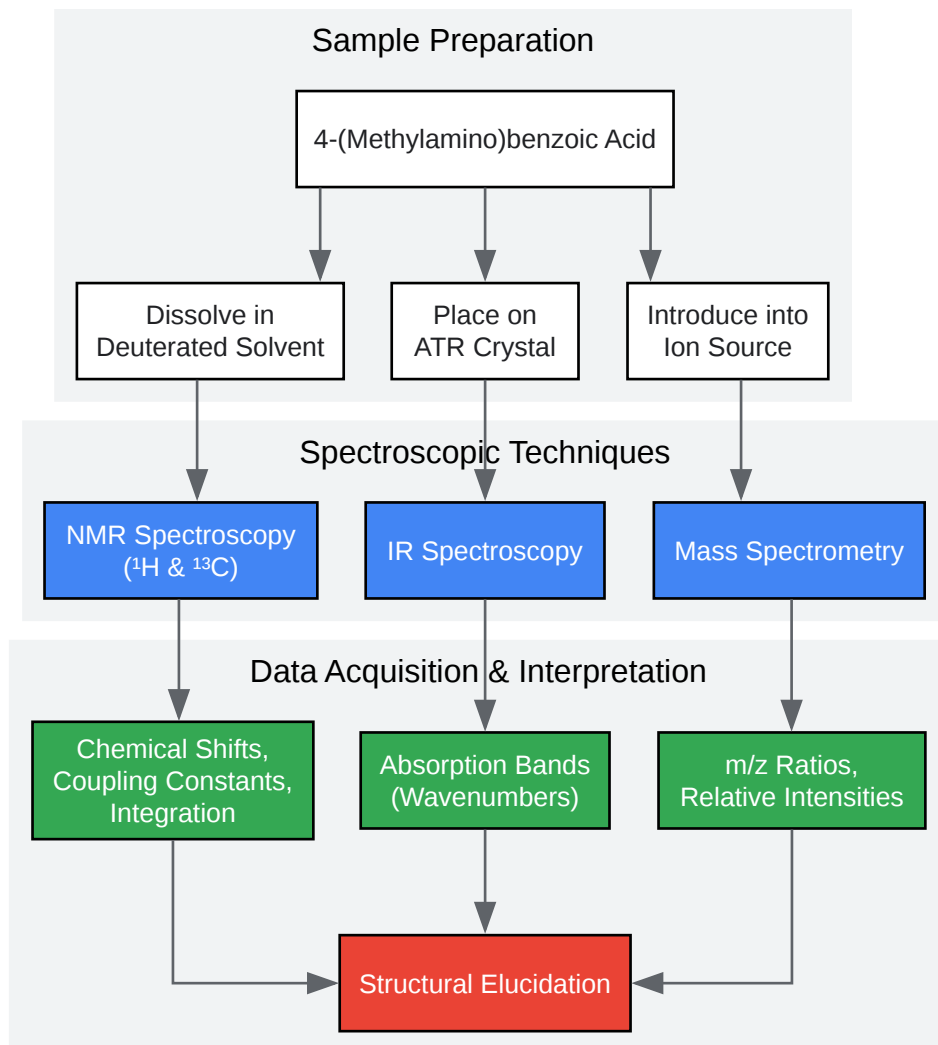 Sample Preparation
4-(Methylamino)benzoic Acid
Dissolve in
Deuterated Solvent
Place on
ATR Crystal
Introduce into
Ion Source
Spectroscopic Techniques
NMR Spectroscopy
(¹H & ¹³C)
IR Spectroscopy
Mass Spectrometry
Data Acquisition & Interpretation
Chemical Shifts,
Coupling Constants,
Integration
Absorption Bands
(Wavenumbers)
m/z Ratios,
Relative Intensities
Structural Elucidation